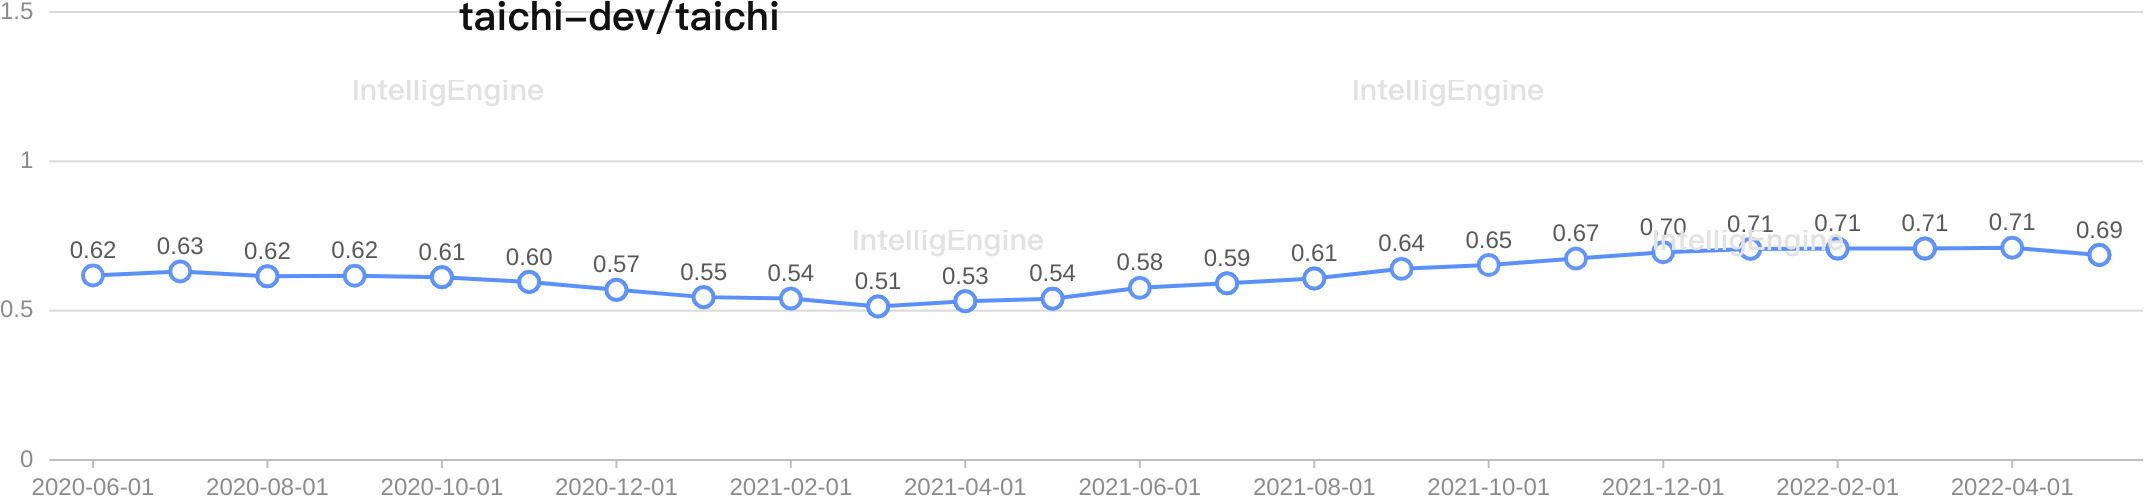 taichi–dev/taichi
1.5
IntelligEngine IntelligEngine
1
IntelligEngine IntelligEngine
0.62 0.63 0.62 0.62 0.61 0.60 0.57 0.55 0.54 0.51 0.53 0.54 0.58 0.59 0.61 0.64 0.65 0.67 0.70 0.71 0.71 0.71 0.71 0.69
0.5
0
2020-06-01 2020-08-01 2020-10-01 2020-12-01 2021-02-01 2021-04-01 2021-06-01 2021-08-01 2021-10-01 2021-12-01 2022-02-01 2022-04-01